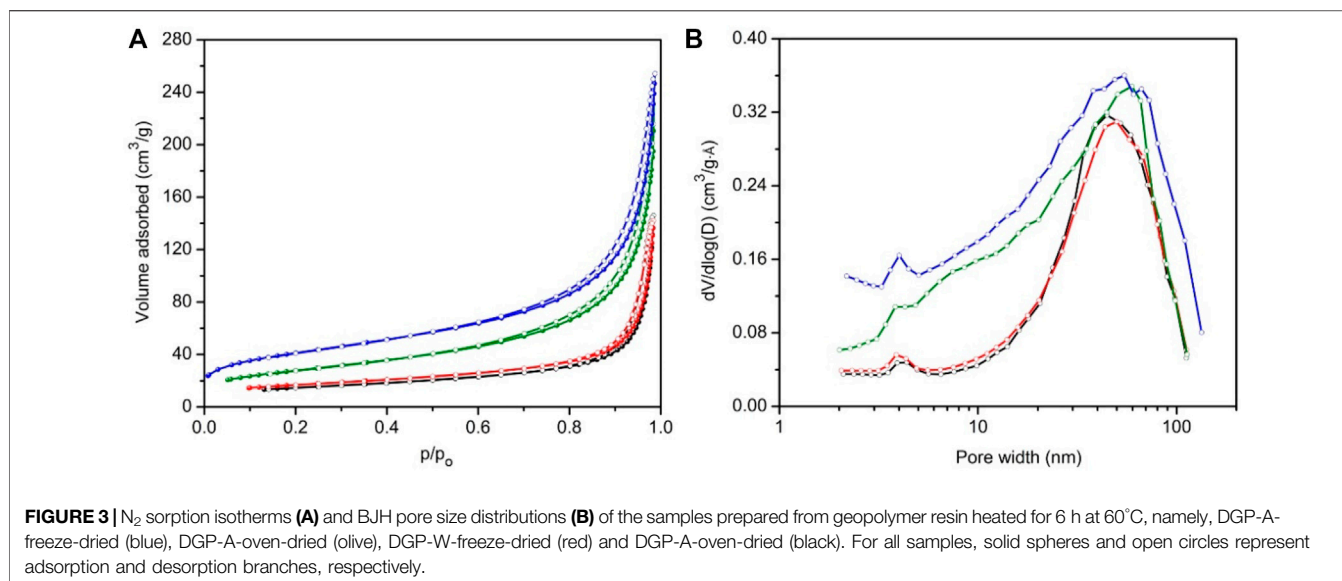 A
280
240
200
160
120
80
40
0
Volume adsorbed (cm³/g)
0.0 0.2 0.4 0.6 0.8 1.0
p/pₒ
B
0.40
0.32
0.24
0.16
0.08
0.00
dV/dlog(D) (cm³/g·A)
1 10 100
Pore width (nm)
FIGURE 3 | N₂ sorption isotherms (A) and BJH pore size distributions (B) of the samples prepared from geopolymer resin heated for 6 h at 60°C, namely, DGP-A-
freeze-dried (blue), DGP-A-oven-dried (olive), DGP-W-freeze-dried (red) and DGP-A-oven-dried (black). For all samples, solid spheres and open circles represent
adsorption and desorption branches, respectively.